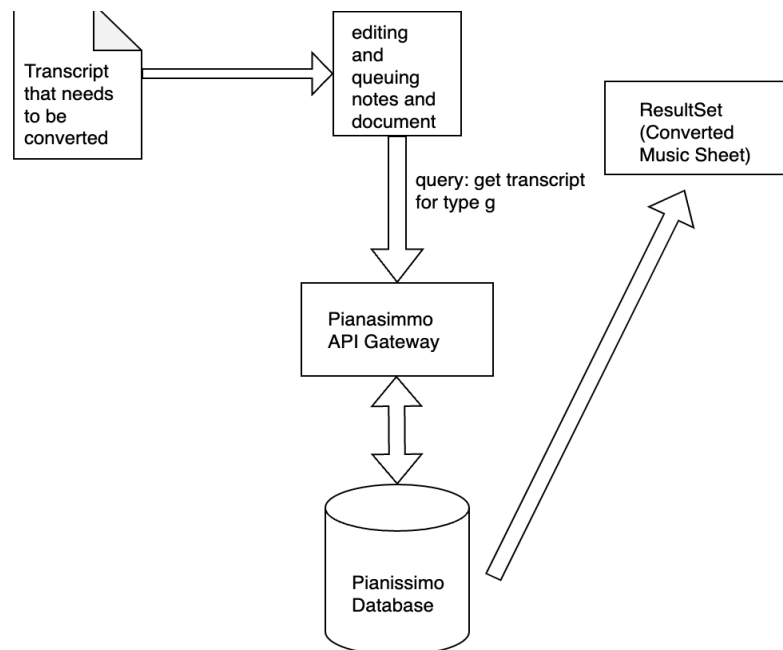 Transcript
that needs
to be
converted
editing
and
queuing
notes and
document
ResultSet
(Converted
Music Sheet)
query: get transcript
for type g
Pianasimmo
API Gateway
Pianissimo
Database